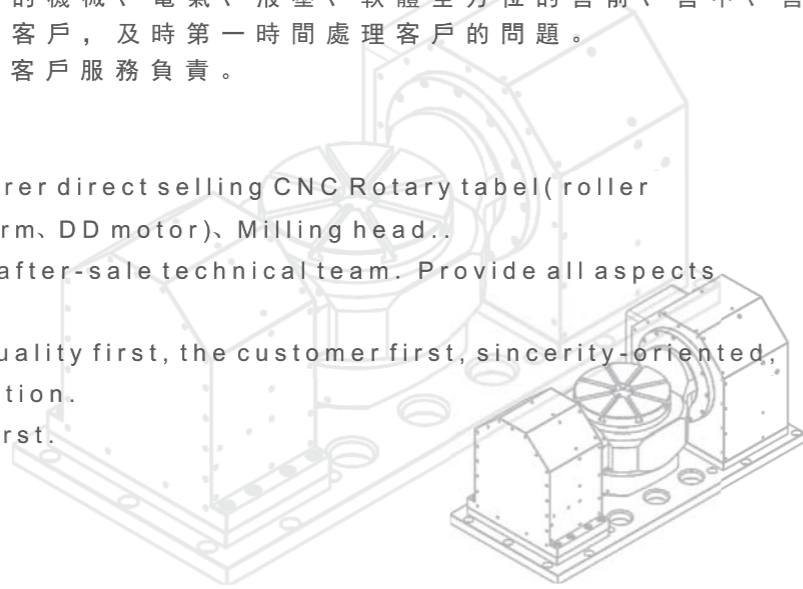 的機械、電氣、液壓、軟體全方位的售前、售中、售
客戶，及時第一時間處理客戶的問題。
客戶服務負責。
rer direct selling CNC Rotary tabel( roller
rm、DD motor)、Milling head..
after-sale technical team. Provide all aspects
uality first, the customer first, sincerity-oriented,
tion.
rst.